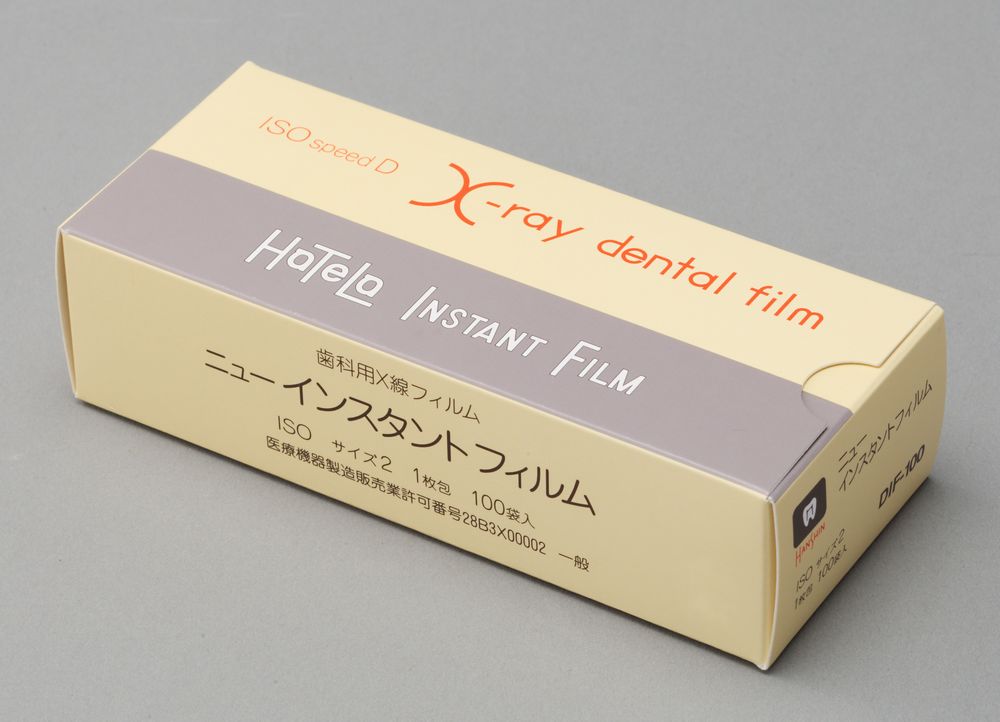 ISO speed D
X-ray dental film
HaTeLa INSTANT FILM
歯科用X線フィルム
ニューインスタントフィルム
ISO サイズ2 1枚包 100袋入
医療機器製造販売業許可番号28B3X00002 一般
ニュー
インスタントフィルム
DIF-100
HANSHIN
ISO サイズ2
1枚包 100袋入